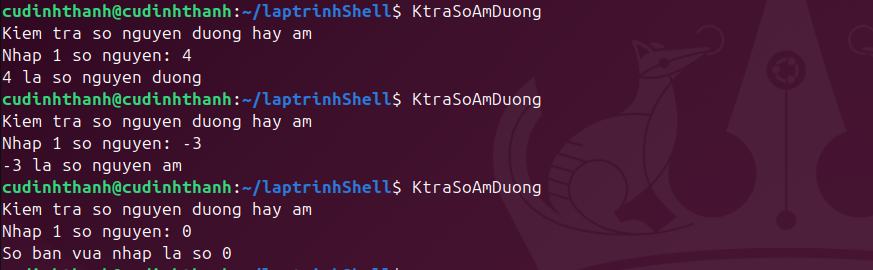 cudinhthanh@cudinhthanh:~/laptrinhShell$ KtraSoAmDuong
Kiem tra so nguyen duong hay am
Nhap 1 so nguyen: 4
4 la so nguyen duong
cudinhthanh@cudinhthanh:~/laptrinhShell$ KtraSoAmDuong
Kiem tra so nguyen duong hay am
Nhap 1 so nguyen: -3
-3 la so nguyen am
cudinhthanh@cudinhthanh:~/laptrinhShell$ KtraSoAmDuong
Kiem tra so nguyen duong hay am
Nhap 1 so nguyen: 0
So ban vua nhap la so 0